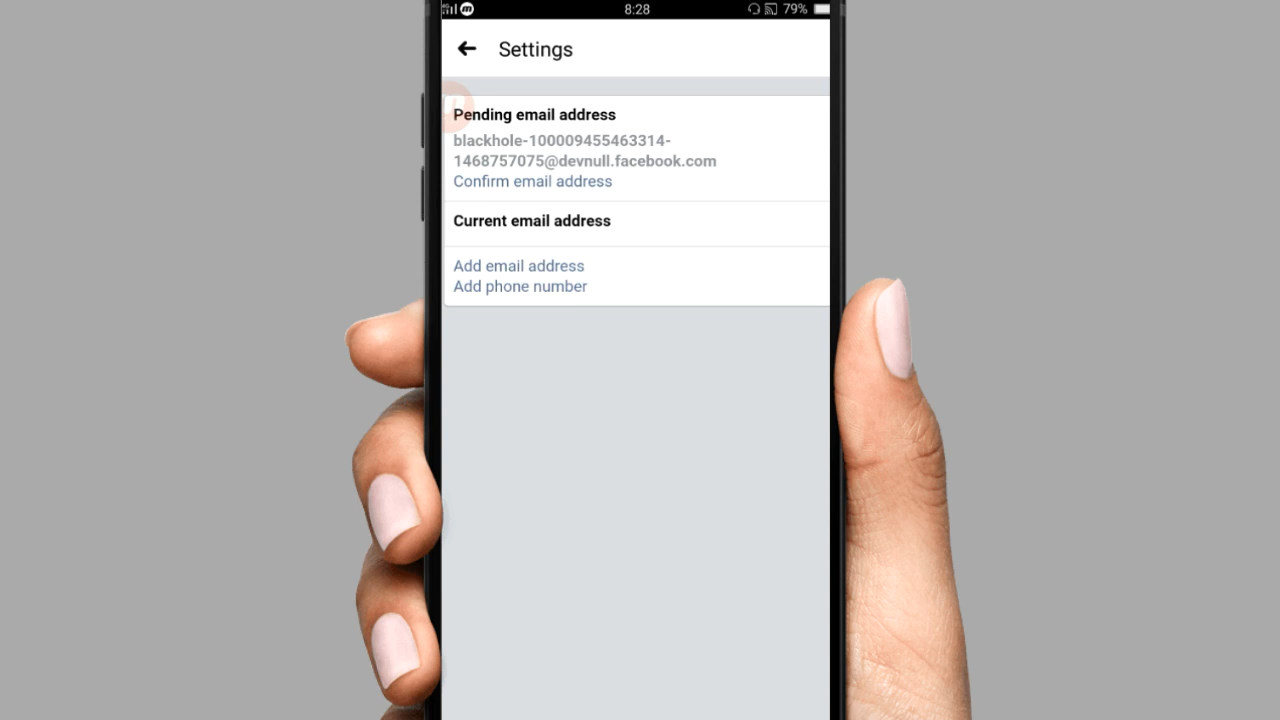 8:28
79%
Settings
Pending email address
blackhole-100009455463314-
1468757075@devnull.facebook.com
Confirm email address
Current email address
Add email address
Add phone number